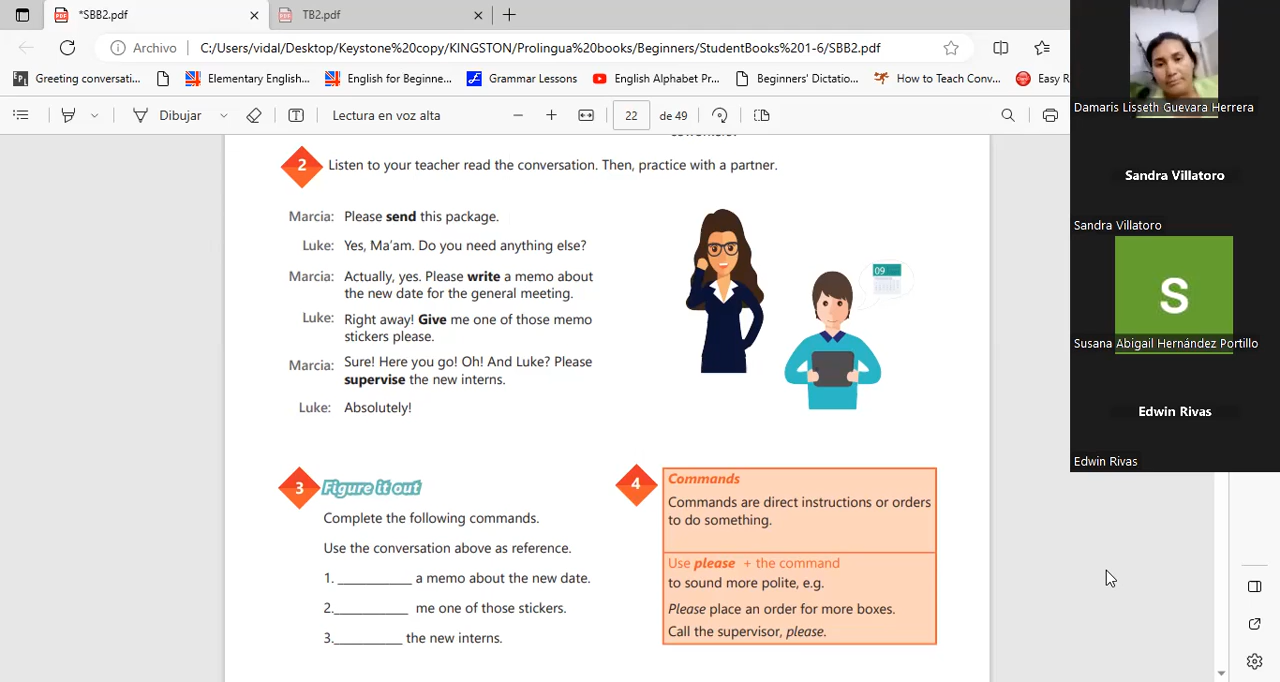 *SBB2.pdf
TB2.pdf
Archivo
C:/Users/vidal/Desktop/Keystone%20copy/KINGSTON/Prolingua%20books/Beginners/StudentBooks%201-6/SBB2.pdf
Greeting conversati...
Elementary English...
English for Beginne...
Grammar Lessons
English Alphabet Pr...
Beginners' Dictatio...
How to Teach Conv...
Easy R
Dibujar
Lectura en voz alta
22
de 49
2
Listen to your teacher read the conversation. Then, practice with a partner.
Marcia: Please send this package.
Luke: Yes, Ma'am. Do you need anything else?
Marcia: Actually, yes. Please write a memo about
the new date for the general meeting.
Luke: Right away! Give me one of those memo
stickers please.
Marcia: Sure! Here you go! Oh! And Luke? Please
supervise the new interns.
Luke: Absolutely!
09
3
Figure it out
Complete the following commands.
Use the conversation above as reference.
1. ___________ a memo about the new date.
2.___________ me one of those stickers.
3.__________ the new interns.
4
Commands
Commands are direct instructions or orders
to do something.
Use please + the command
to sound more polite, e.g.
Please place an order for more boxes.
Call the supervisor, please.
Damaris Lisseth Guevara Herrera
Sandra Villatoro
Sandra Villatoro
S
Susana Abigail Hernández Portillo
Edwin Rivas
Edwin Rivas